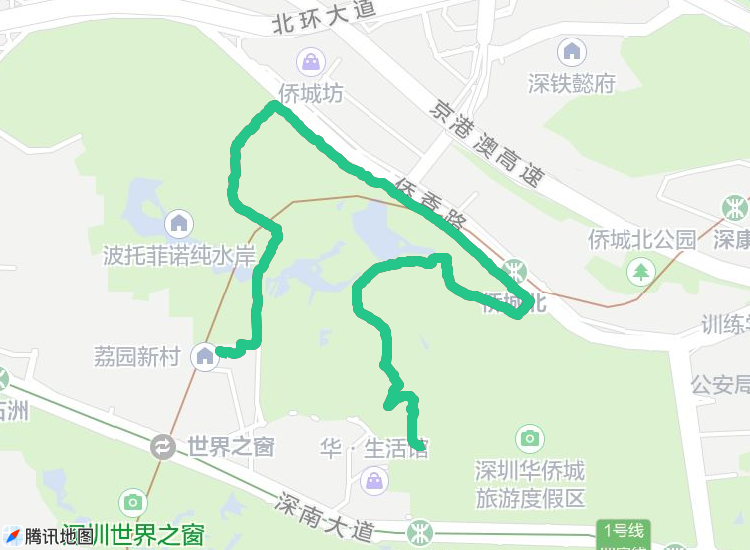 北环大道
侨城坊
深铁懿府
京港澳高速
侨香路
波托菲诺纯水岸
侨城北公园
深康
侨城北
训练学
荔园新村
公安局
石洲
世界之窗
华·生活馆
深圳华侨城
旅游度假区
深南大道
1号线
深圳世界之窗
腾讯地图